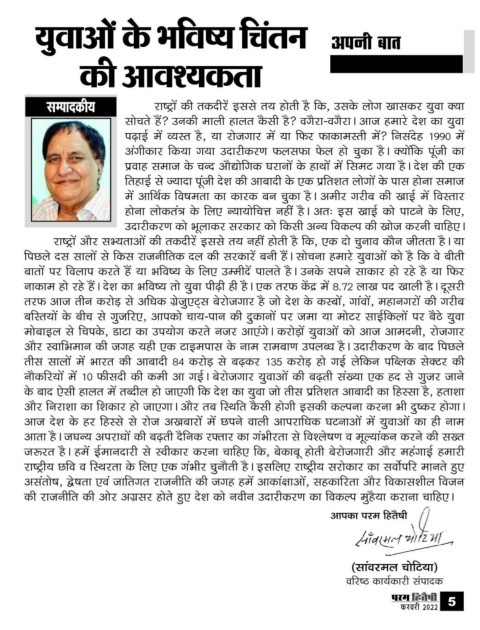 युवाओं के भविष्य चिंतन
की आवश्यकता
अपनी बात
सम्पादकीय
राष्ट्रों की तकदीरें इससे तय होती है कि, उसके लोग खासकर युवा क्या
सोचते हैं? उनकी माली हालत कैसी है? वगैरा-वगैरा। आज हमारे देश का युवा
पढ़ाई में व्यस्त है, या रोजगार में या फिर फाकामस्ती में? निसंदेह 1990 में
अंगीकार किया गया उदारीकरण फलसफा फेल हो चुका है। क्योंकि पूंजी का
प्रवाह समाज के चन्द औद्योगिक घरानों के हाथों में सिमट गया है। देश की एक
तिहाई से ज्यादा पूंजी देश की आबादी के एक प्रतिशत लोगों के पास होना समाज
में आर्थिक विषमता का कारक बन चुका है। अमीर गरीब की खाई में विस्तार
होना लोकतंत्र के लिए न्यायोचित्त नहीं है। अतः इस खाई को पाटने के लिए,
उदारीकरण को भूलाकर सरकार को किसी अन्य विकल्प की खोज करनी चाहिए।
राष्ट्रों और सभ्यताओं की तकदीरें इससे तय नहीं होती है कि, एक दो चुनाव कौन जीतता है। या
पिछले दस सालों से किस राजनीतिक दल की सरकारें बनी हैं। सोचना हमारे युवाओं को है कि वे बीती
बातों पर विलाप करते हैं या भविष्य के लिए उम्मीदें पालते है। उनके सपने साकार हो रहे है या फिर
नाकाम हो रहे हैं। देश का भविष्य तो युवा पीढ़ी ही है। एक तरफ केंद्र में 8.72 लाख पद खाली है। दूसरी
तरफ आज तीन करोड़ से अधिक ग्रेजुएट्स बेरोजगार है जो देश के कस्बों, गांवों, महानगरों की गरीब
बस्तियों के बीच से गुजरिए, आपको चाय-पान की दुकानों पर जमा या मोटर साईकिलों पर बैठे युवा
मोबाइल से चिपके, डाटा का उपयोग करते नजर आएंगे। करोड़ों युवाओं को आज आमदनी, रोजगार
और स्वाभिमान की जगह यही एक टाइमपास के नाम रामबाण उपलब्ध है। उदारीकरण के बाद पिछले
तीस सालों में भारत की आबादी 84 करोड़ से बढ़कर 135 करोड़ हो गई लेकिन पब्लिक सेक्टर की
नौकरियों में 10 फीसदी की कमी आ गई। बेरोजगार युवाओं की बढ़ती संख्या एक हद से गुजर जाने
के बाद ऐसी हालत में तब्दील हो जाएगी कि देश का युवा जो तीस प्रतिशत आबादी का हिस्सा है, हताशा
और निराशा का शिकार हो जाएगा। और तब स्थिति कैसी होगी इसकी कल्पना करना भी दुष्कर होगा।
आज देश के हर हिस्से से रोज अखबारों में छपने वाली आपराधिक घटनाओं में युवाओं का ही नाम
आता है। जघन्य अपराधों की बढ़ती दैनिक रफ्तार का गंभीरता से विश्लेषण व मूल्यांकन करने की सख्त
जरूरत है। हमें ईमानदारी से स्वीकार करना चाहिए कि, बेकाबू होती बेरोजगारी और महंगाई हमारी
राष्ट्रीय छवि व स्थिरता के लिए एक गंभीर चुनौती है। इसलिए राष्ट्रीय सरोकार का सर्वोपरि मानते हुए
असंतोष, द्वेषता एवं जातिगत राजनीति की जगह हमें आकांक्षाओं, सहकारिता और विकासशील विजन
की राजनीति की ओर अग्रसर होते हुए देश को नवीन उदारीकरण का विकल्प मुंहैया कराना चाहिए।
आपका परम हितैषी
सांवरमल चोटिया
(सांवरमल चोटिया)
वरिष्ठ कार्यकारी संपादक
परम हितैषी
फरवरी 2022
5